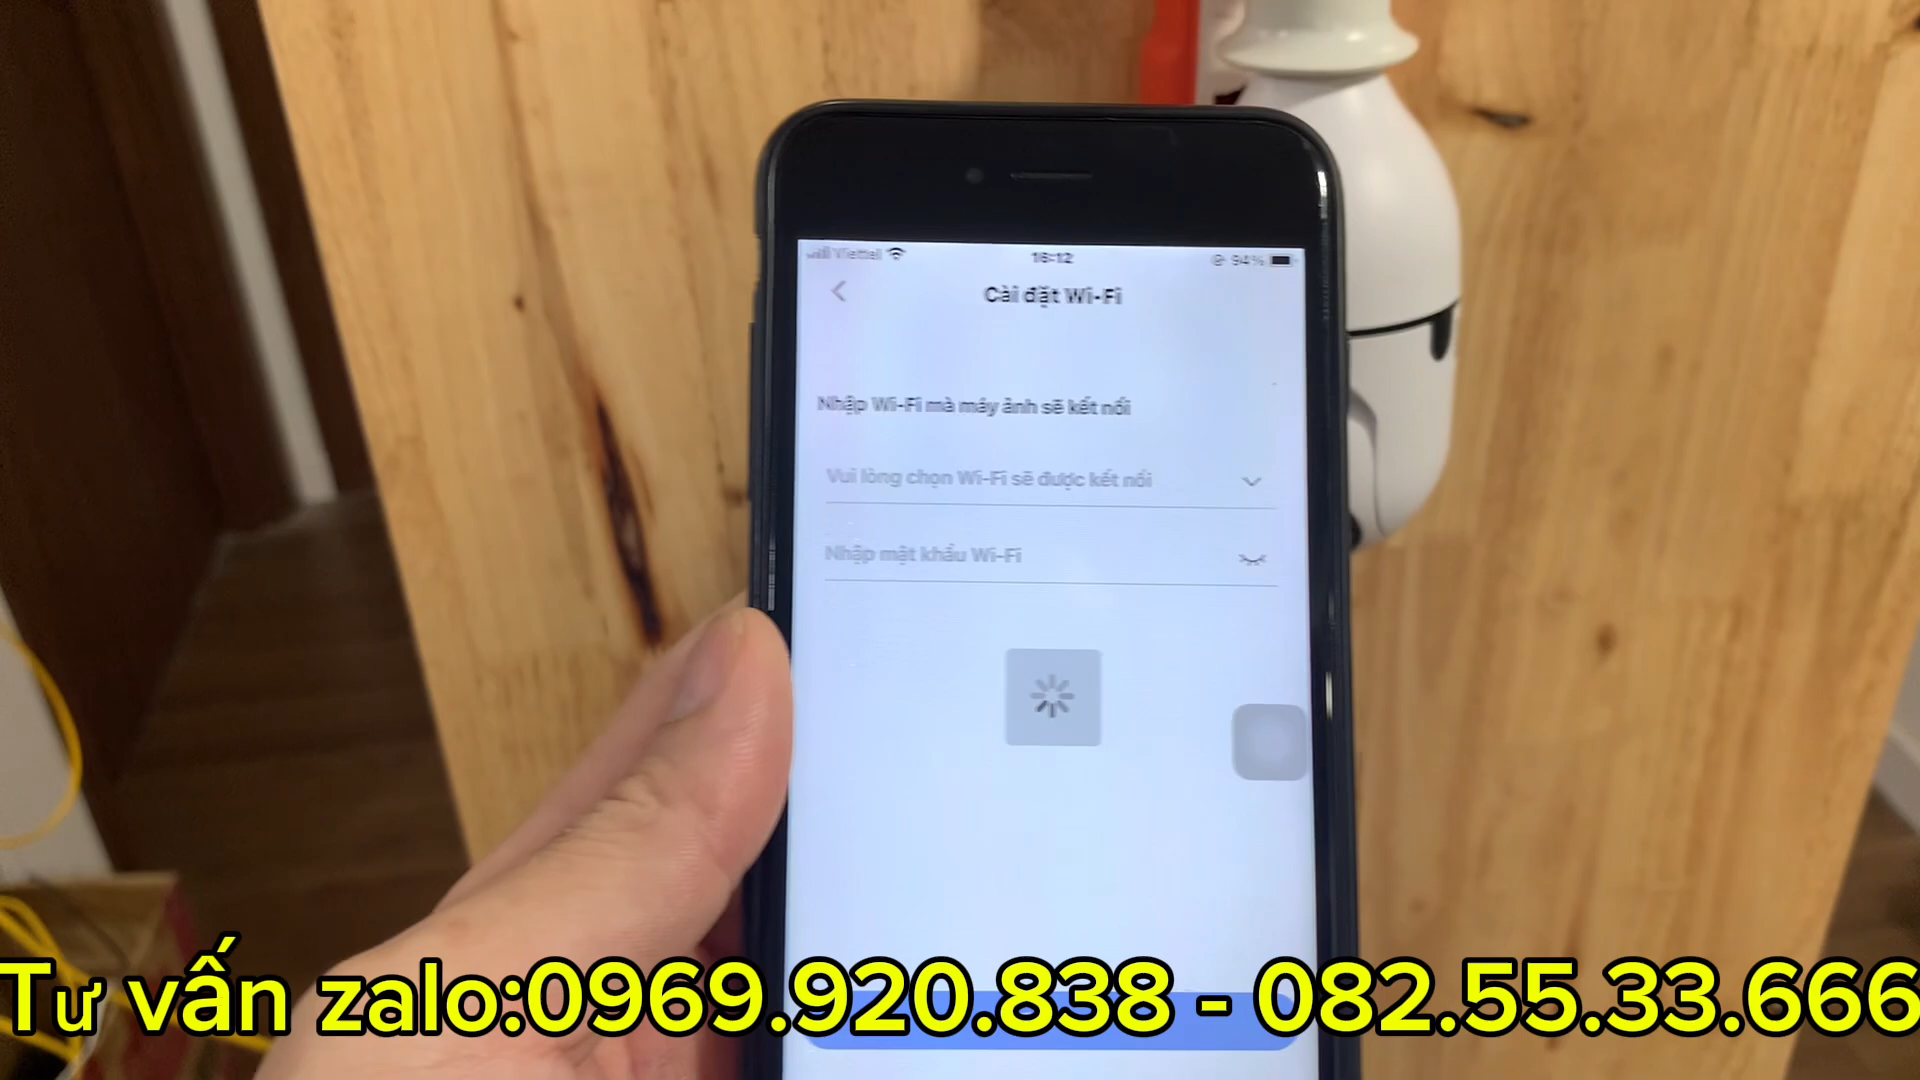 Viettel 16:12 94%
Cài đặt Wi-Fi
Nhập Wi-Fi mà máy ảnh sẽ kết nối
Vui lòng chọn Wi-Fi sẽ được kết nối
Nhập mật khẩu Wi-Fi
Tư vấn zalo:0969.920.838 - 082.55.33.666